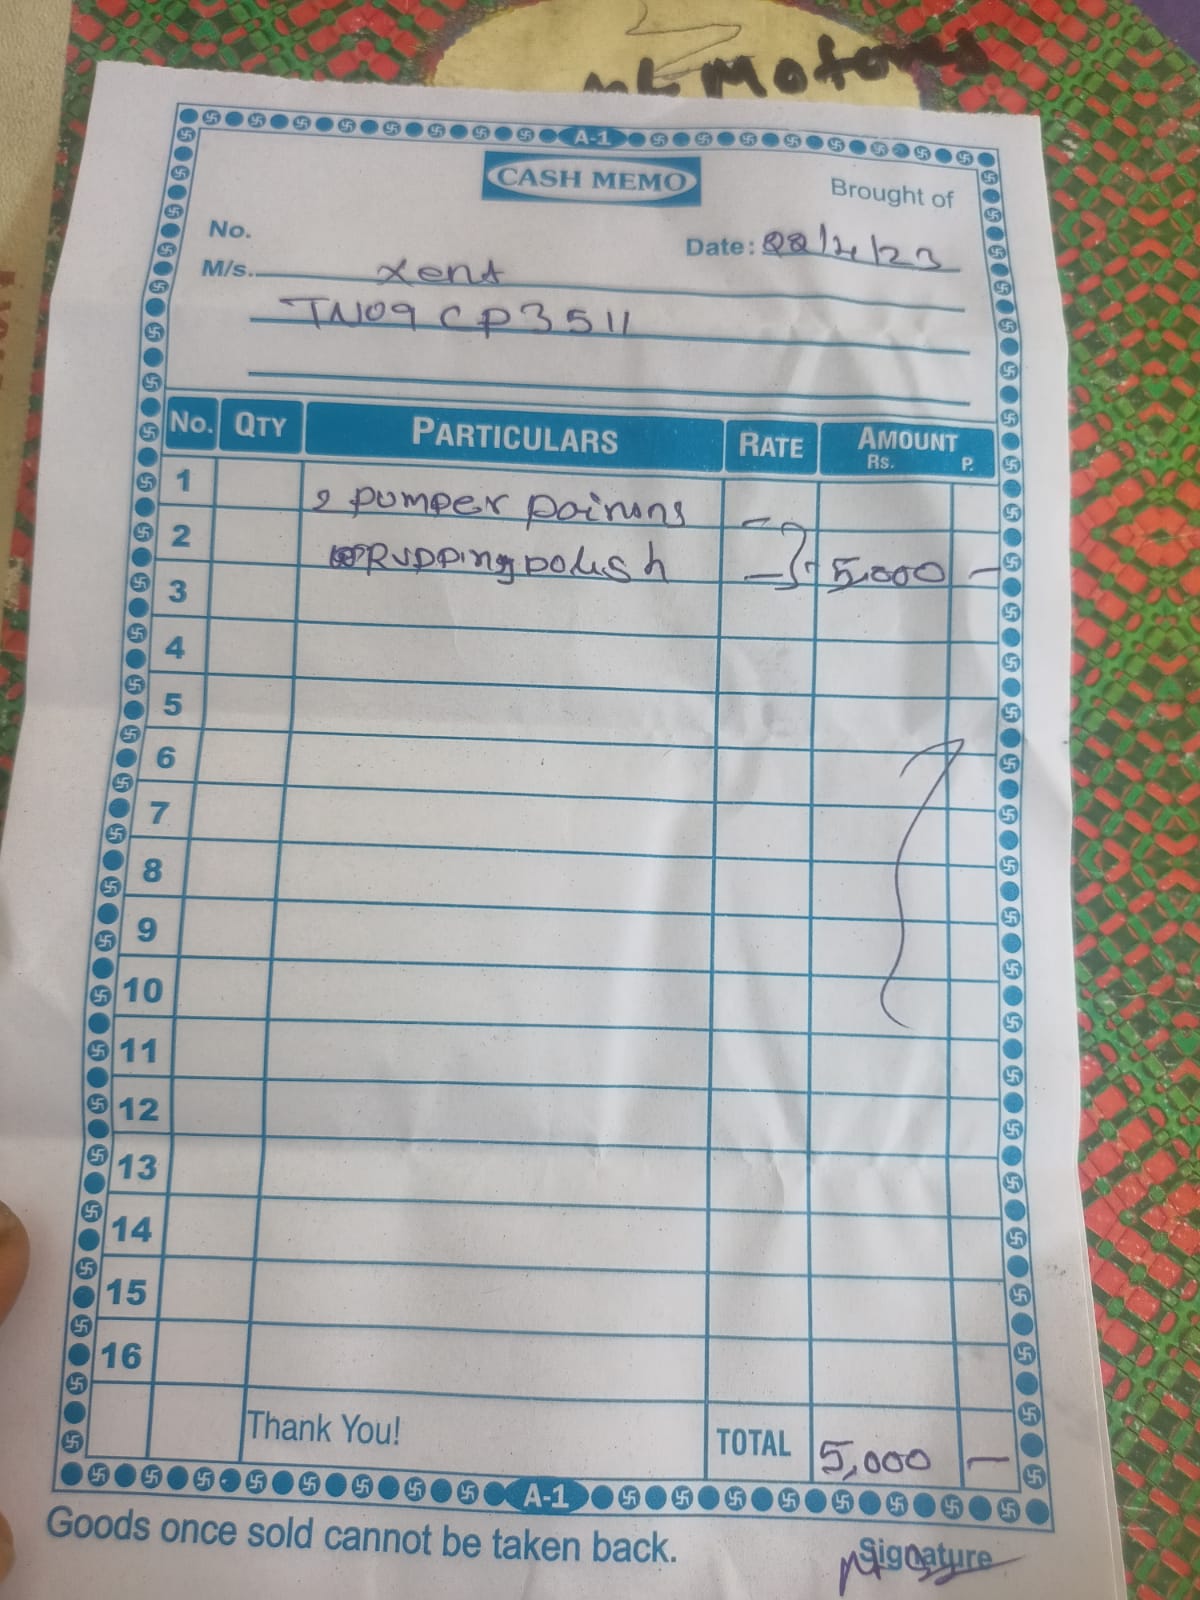 Motors
A-1
CASH MEMO
Brought of
No.
Date: 22/4/23
M/s. xent
TN09 CP3511
No. QTY PARTICULARS RATE AMOUNT
Rs. P.
1 2 pumper painons
2 Rupping polish 5,000 —
3
4
5
6
7
8
9
10
11
12
13
14
15
16
Thank You! TOTAL 5,000 —
A-1
Goods once sold cannot be taken back.
Signature